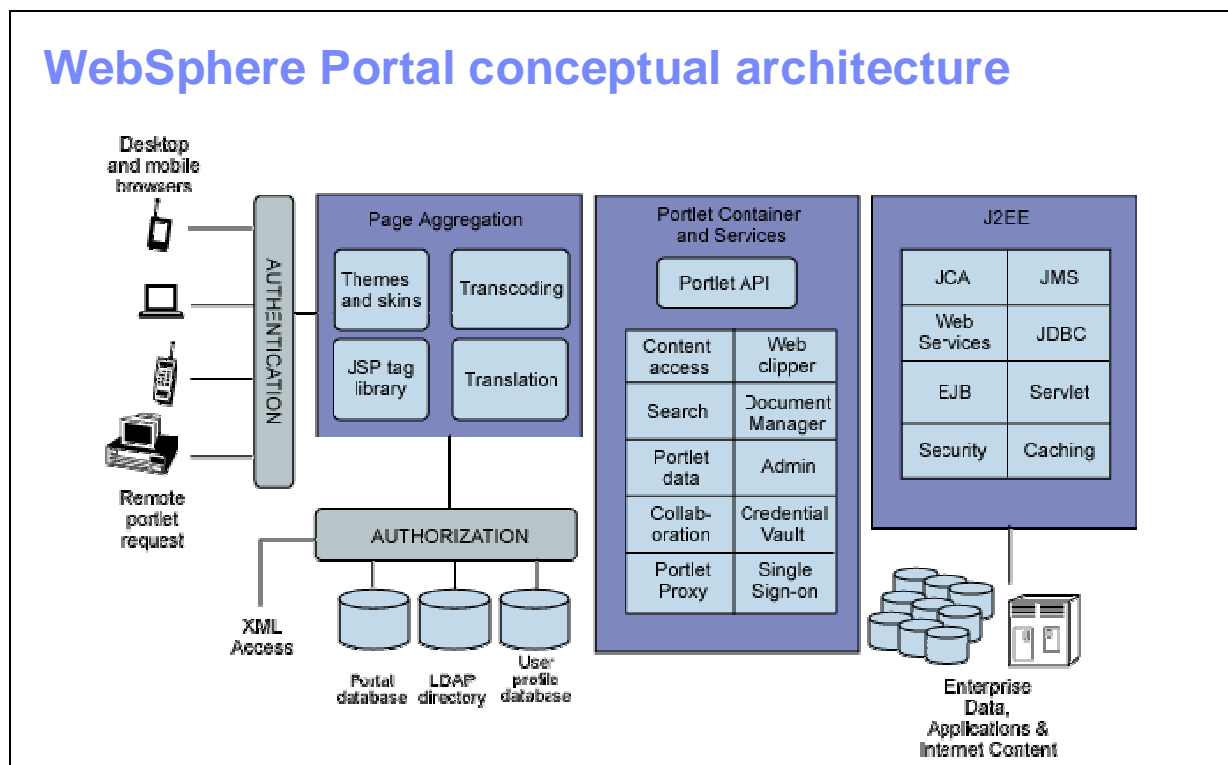 WebSphere Portal conceptual architecture
Desktop
and mobile
browsers
AUTHENTICATION
Remote
portlet
request
Page Aggregation
Themes
and skins
Transcoding
JSP tag
library
Translation
AUTHORIZATION
XML
Access
Portal
database
LDAP
directory
User
profile
database
Portlet Container
and Services
Portlet API
Content
access
Web
clipper
Search
Document
Manager
Portlet
data
Admin
Collab-
oration
Credential
Vault
Portlet
Proxy
Single
Sign-on
J2EE
JCA
JMS
Web
Services
JDBC
EJB
Servlet
Security
Caching
Enterprise
Data,
Applications &
Internet Content